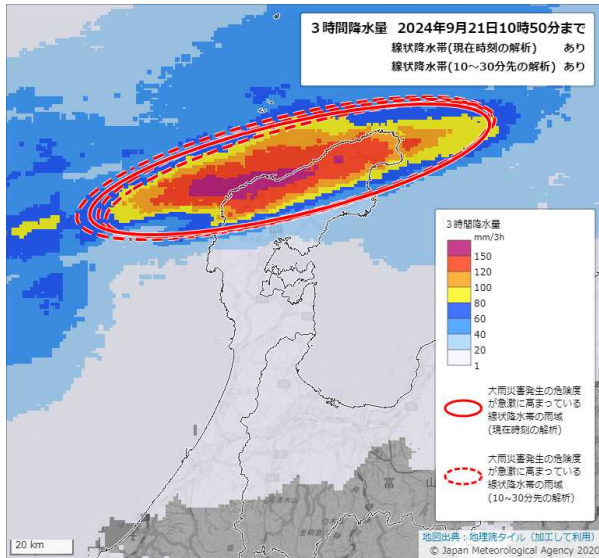 ３時間降水量 2024年9月21日10時50分まで
線状降水帯(現在時刻の解析) あり
線状降水帯(10～30分先の解析) あり
３時間降水量
mm/3h
150
120
100
80
60
40
20
1
大雨災害発生の危険度
が急激に高まっている
線状降水帯の雨域
(現在時刻の解析)
大雨災害発生の危険度
が急激に高まっている
線状降水帯の雨域
(10～30分先の解析)
富 山
20 km
地図出典：地理院タイル（加工して利用）
© Japan Meteorological Agency 2020